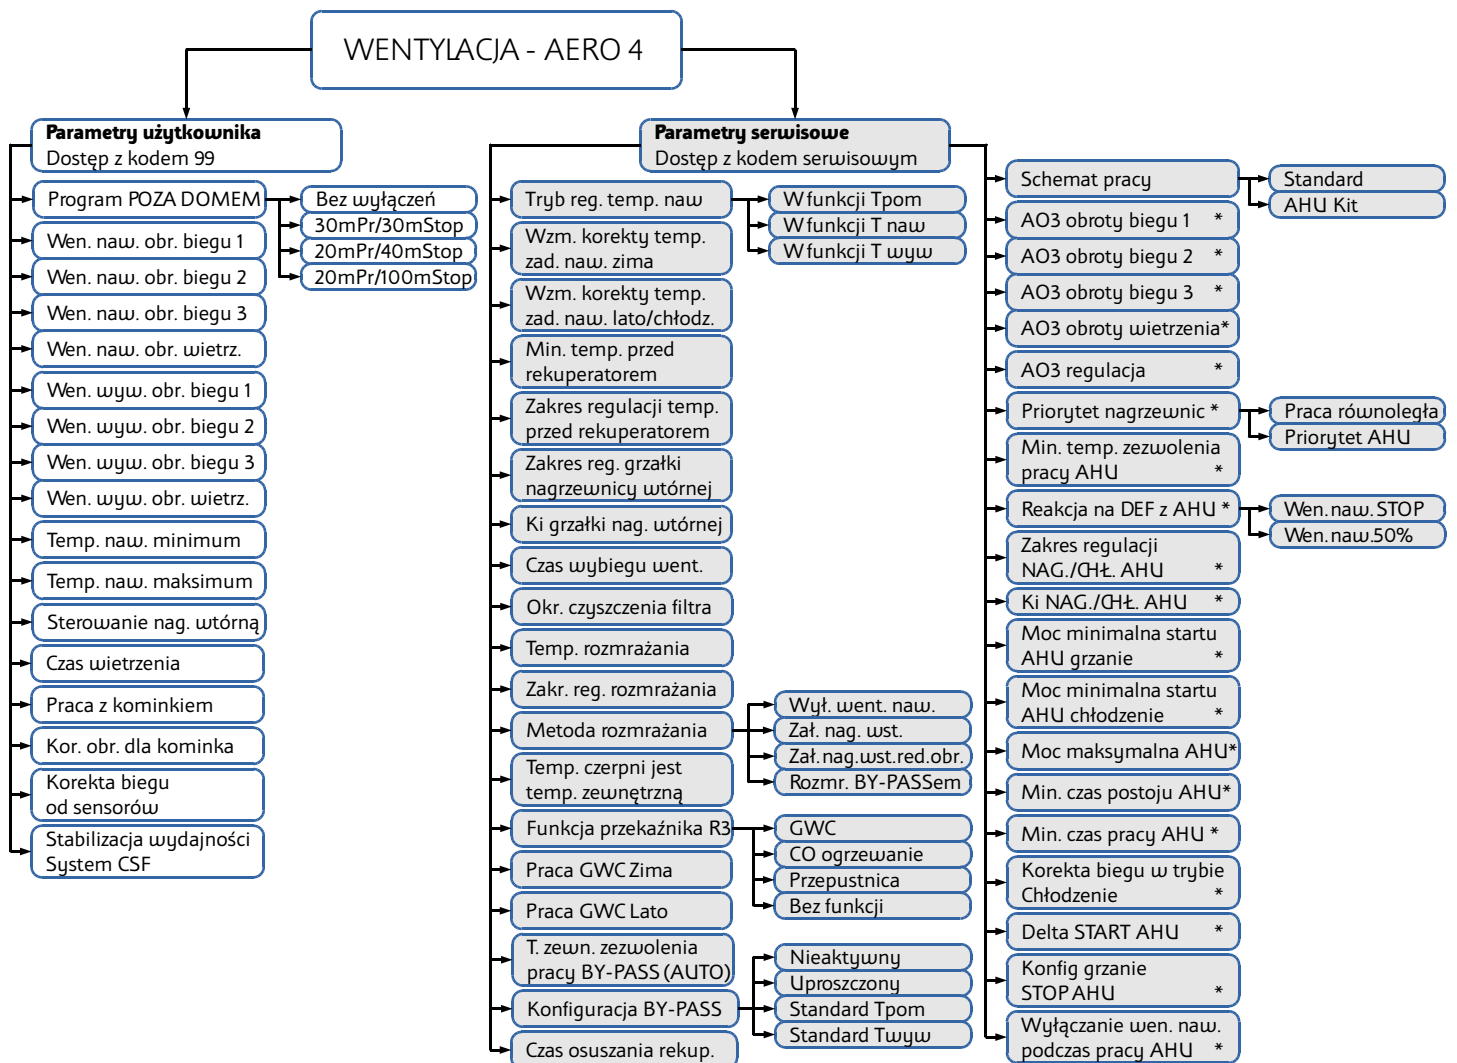 WENTYLACJA - AERO 4
Parametry użytkownika
Dostęp z kodem 99
Program POZA DOMEM
Bez wyłączeń
30mPr/30mStop
20mPr/40mStop
20mPr/100mStop
Wen. naw. obr. biegu 1
Wen. naw. obr. biegu 2
Wen. naw. obr. biegu 3
Wen. naw. obr. wietrz.
Wen. wyw. obr. biegu 1
Wen. wyw. obr. biegu 2
Wen. wyw. obr. biegu 3
Wen. wyw. obr. wietrz.
Temp. naw. minimum
Temp. naw. maksimum
Sterowanie nag. wtórną
Czas wietrzenia
Praca z kominkiem
Kor. obr. dla kominka
Korekta biegu
od sensorów
Stabilizacja wydajności
System CSF
Parametry serwisowe
Dostęp z kodem serwisowym
Tryb reg. temp. naw
W funkcji Tpom
W funkcji T naw
W funkcji T wyw
Wzm. korekty temp.
zad. naw. zima
Wzm. korekty temp.
zad. naw. lato/chłodz.
Min. temp. przed
rekuperatorem
Zakres regulacji temp.
przed rekuperatorem
Zakres reg. grzałki
nagrzewnicy wtórnej
Ki grzałki nag. wtórnej
Czas wybiegu went.
Okr. czyszczenia filtra
Temp. rozmrażania
Zakr. reg. rozmrażania
Metoda rozmrażania
Wył. went. naw.
Zał. nag. wst.
Zał.nag.wst.red.obr.
Rozmr. BY-PASSem
Temp. czerpni jest
temp. zewnętrzną
Funkcja przekaźnika R3
GWC
CO ogrzewanie
Przepustnica
Bez funkcji
Praca GWC Zima
Praca GWC Lato
T. zewn. zezwolenia
pracy BY-PASS (AUTO)
Konfiguracja BY-PASS
Nieaktywny
Uproszczony
Standard Tpom
Standard Twyw
Czas osuszania rekup.
Schemat pracy
Standard
AHU Kit
AO3 obroty biegu 1 *
AO3 obroty biegu 2 *
AO3 obroty biegu 3 *
AO3 obroty wietrzenia*
AO3 regulacja *
Priorytet nagrzewnic *
Praca równoległa
Priorytet AHU
Min. temp. zezwolenia
pracy AHU *
Reakcja na DEF z AHU *
Wen.naw.STOP
Wen.naw.50%
Zakres regulacji
NAG./CHŁ. AHU *
Ki NAG./CHŁ. AHU *
Moc minimalna startu
AHU grzanie *
Moc minimalna startu
AHU chłodzenie *
Moc maksymalna AHU*
Min. czas postoju AHU*
Min. czas pracy AHU *
Korekta biegu w trybie
Chłodzenie *
Delta START AHU *
Konfig grzanie
STOP AHU *
Wyłączanie wen. naw.
podczas pracy AHU *